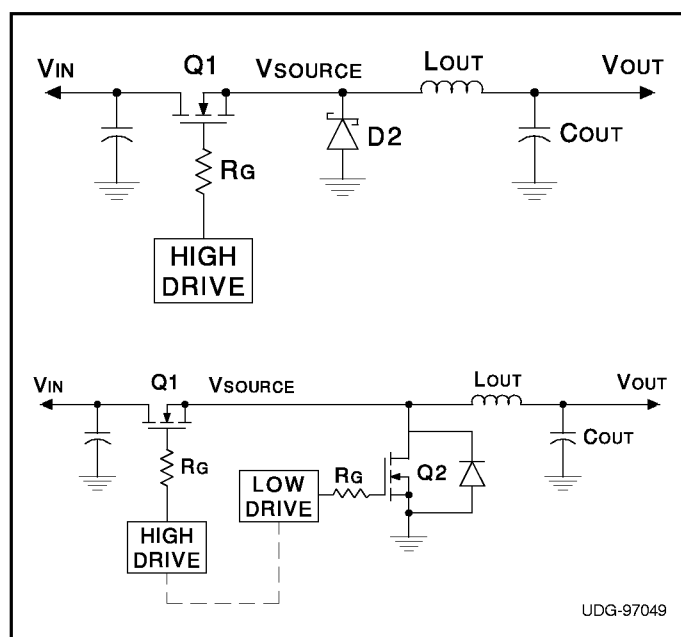 VIN
Q1
VSOURCE
LOUT
VOUT
D2
COUT
RG
HIGH
DRIVE
VIN
Q1
VSOURCE
LOUT
VOUT
COUT
RG
LOW
DRIVE
RG
Q2
HIGH
DRIVE
UDG-97049